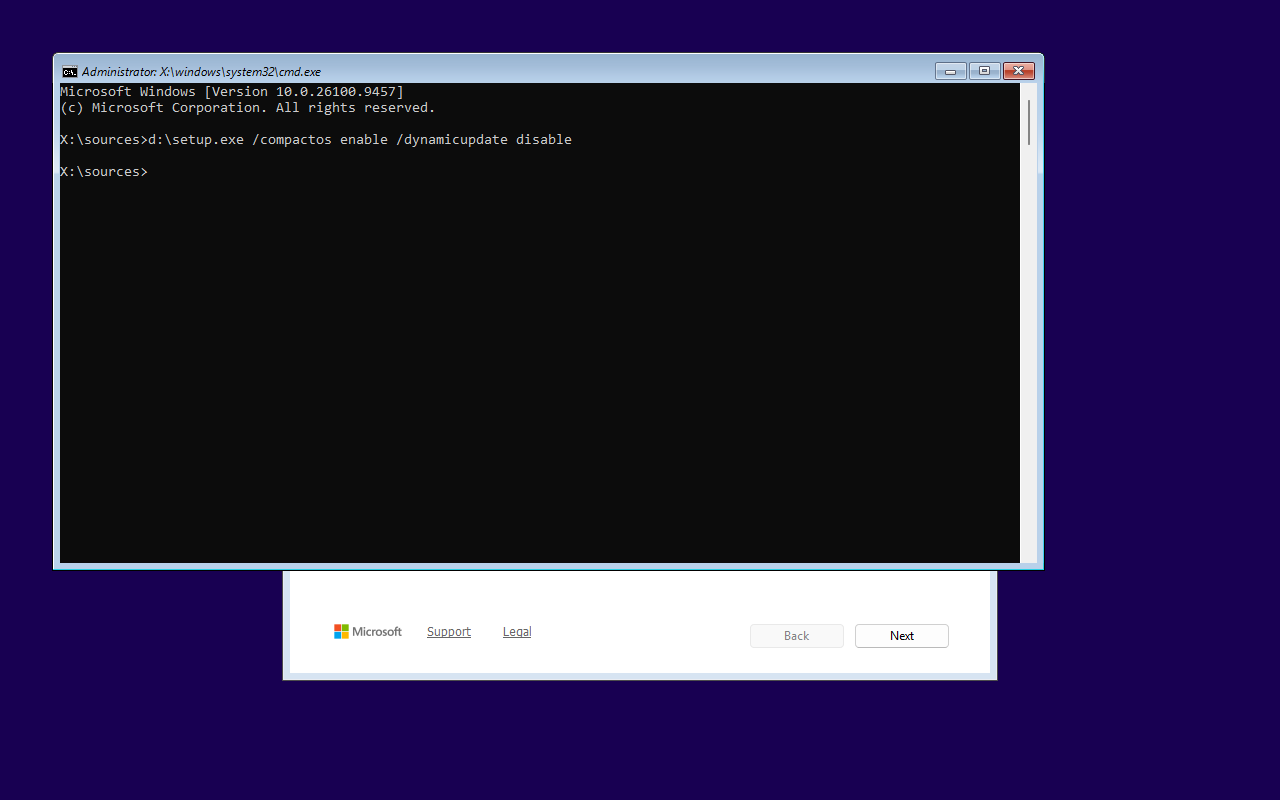 Administrator: X:\windows\system32\cmd.exe
Microsoft Windows [Version 10.0.26100.9457]
(c) Microsoft Corporation. All rights reserved.
X:\sources>d:\setup.exe /compactos enable /dynamicupdate disable
X:\sources>
Microsoft Support Legal Back Next